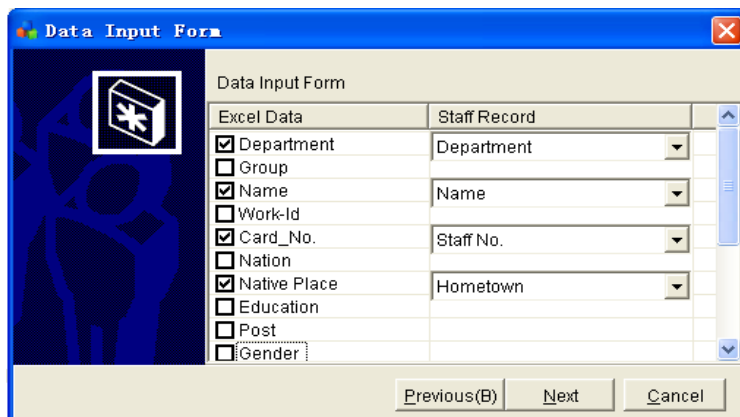 Data Input Form
Data Input Form
Excel Data Staff Record
Department Department
Group
Name Name
Work-Id
Card_No. Staff No.
Nation
Native Place Hometown
Education
Post
Gender
Previous(B) Next Cancel